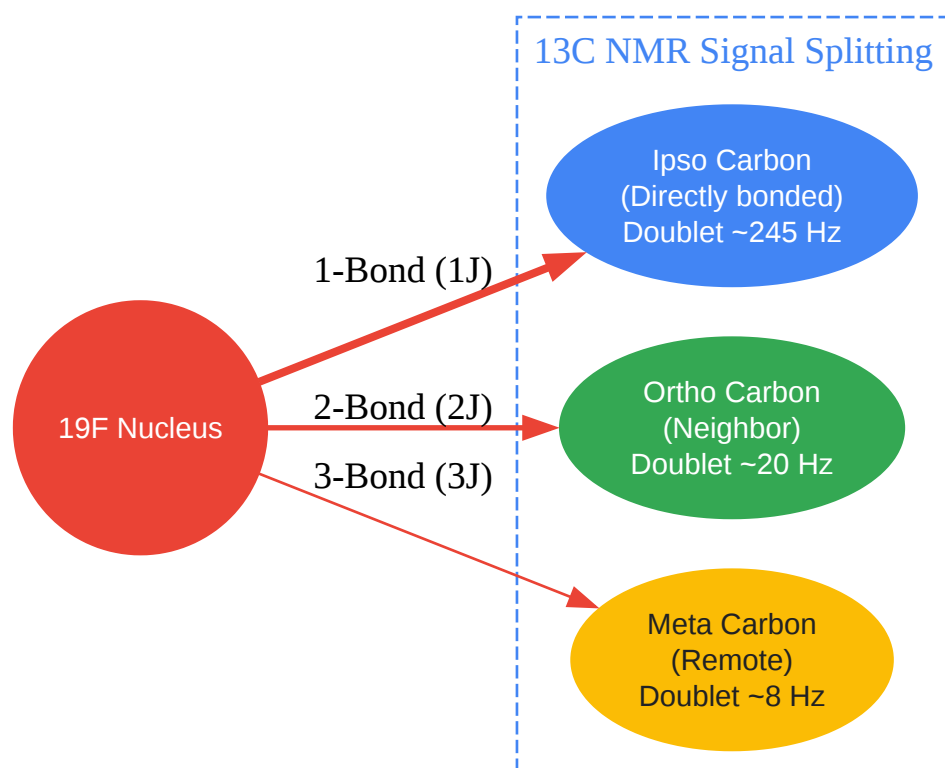 13C NMR Signal Splitting
Ipso Carbon
(Directly bonded)
Doublet ~245 Hz
1-Bond (1J)
19F Nucleus
2-Bond (2J)
Ortho Carbon
(Neighbor)
Doublet ~20 Hz
3-Bond (3J)
Meta Carbon
(Remote)
Doublet ~8 Hz